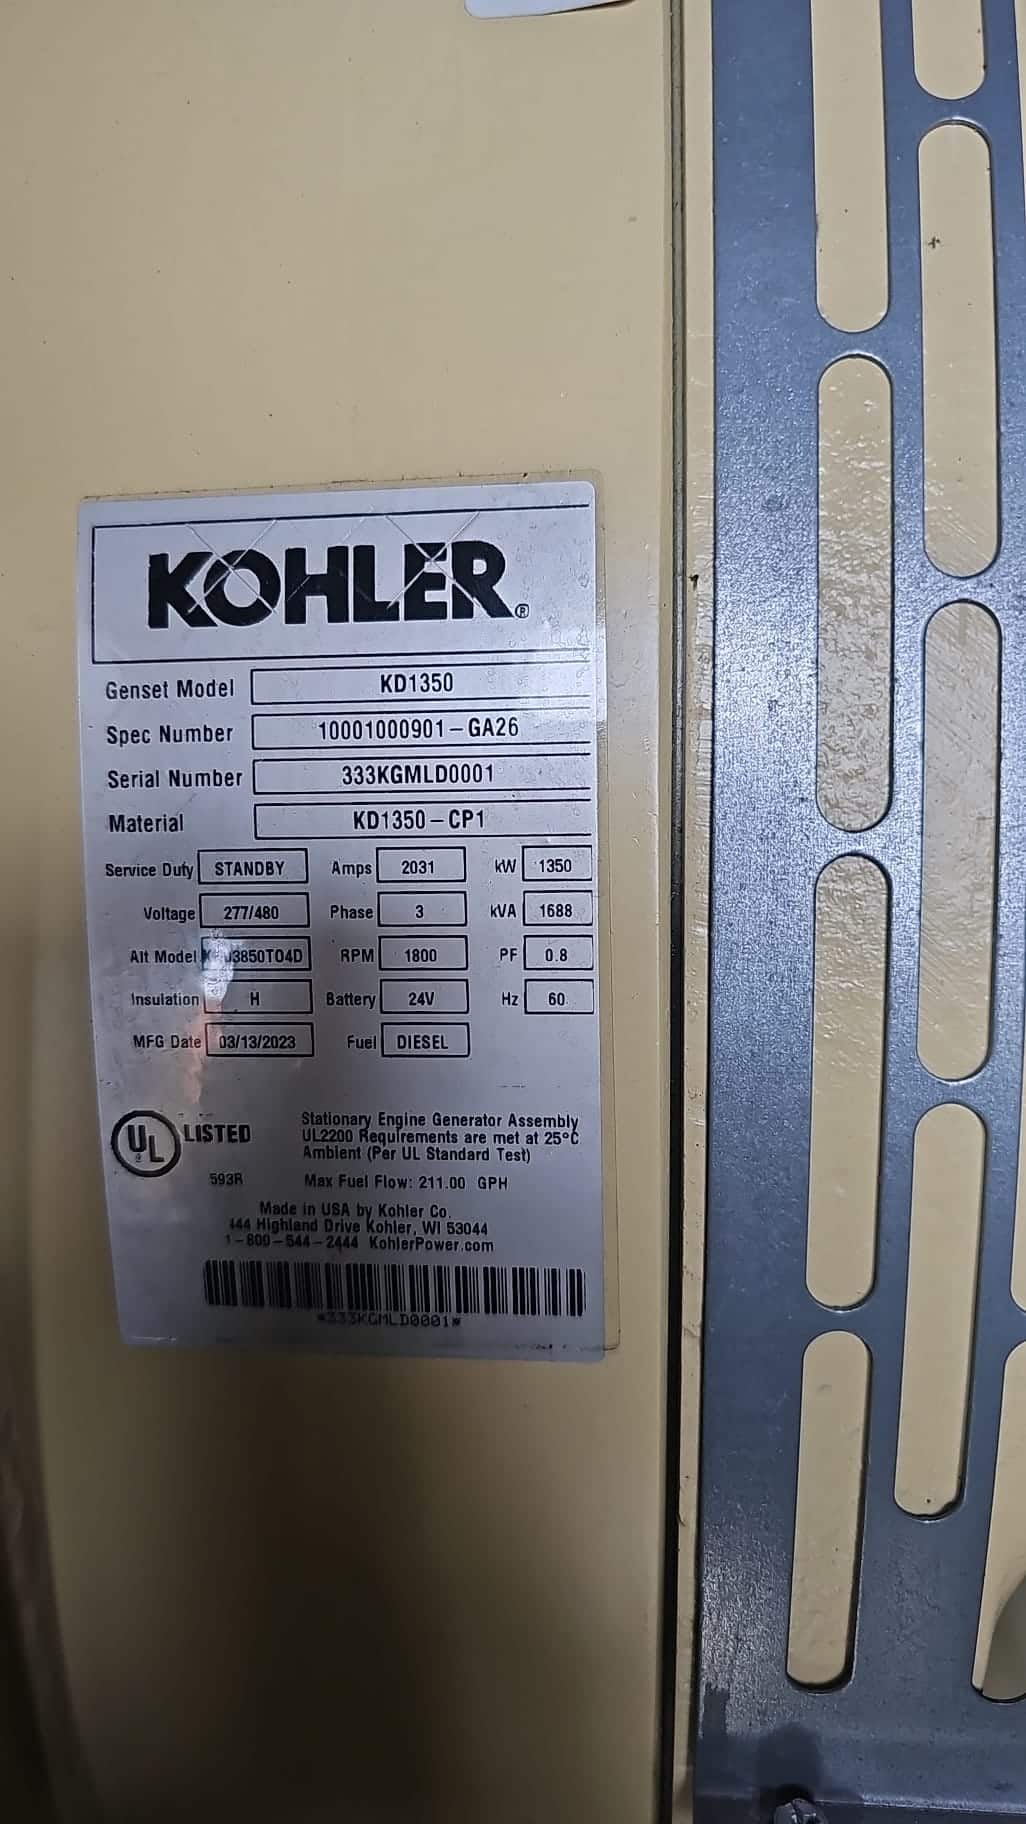 KOHLER®
Genset Model KD1350
Spec Number 10001000901-GA26
Serial Number 333KGMLD0001
Material KD1350-CP1
Service Duty STANDBY Amps 2031 kW 1350
Voltage 277/480 Phase 3 kVA 1688
Alt Model RPM 1800 PF 0.8
Insulation H Battery 24V Hz 60
MFG Date 03/13/2023 Fuel DIESEL
UL® LISTED
593R
Stationary Engine Generator Assembly
UL2200 Requirements are met at 25°C
Ambient (Per UL Standard Test)
Max Fuel Flow: 211.00 GPH
Made in USA by Kohler Co.
444 Highland Drive Kohler, WI 53044
1-800-544-2444 KohlerPower.com
*333KGMLD0001*